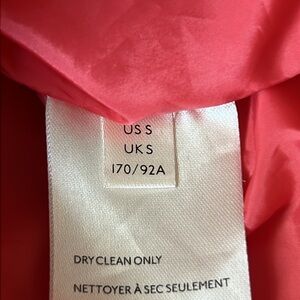 US S
UK S
170/92A
DRY CLEAN ONLY
NETTOYER À SEC SEULEMENT